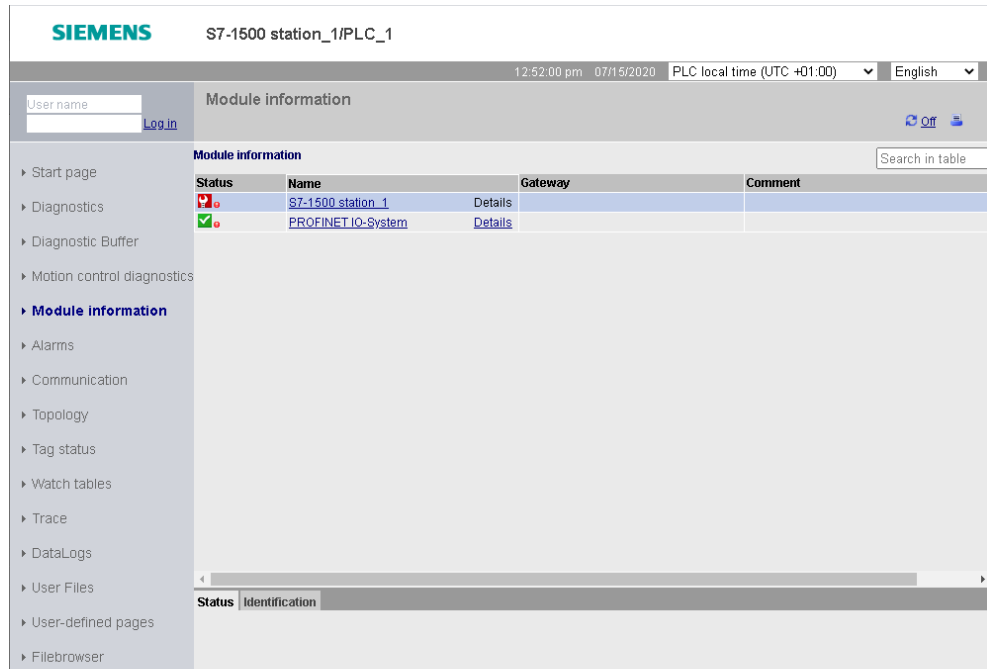 SIEMENS S7-1500 station_1/PLC_1
12:52:00 pm 07/15/2020 PLC local time (UTC +01:00) English
User name
Log in
Module information
Off
Start page
Diagnostics
Diagnostic Buffer
Motion control diagnostics
Module information
Alarms
Communication
Topology
Tag status
Watch tables
Trace
DataLogs
User Files
User-defined pages
Filebrowser
Module information Search in table
Status Name Gateway Comment
S7-1500 station_1 Details
PROFINET IO-System Details
Status Identification